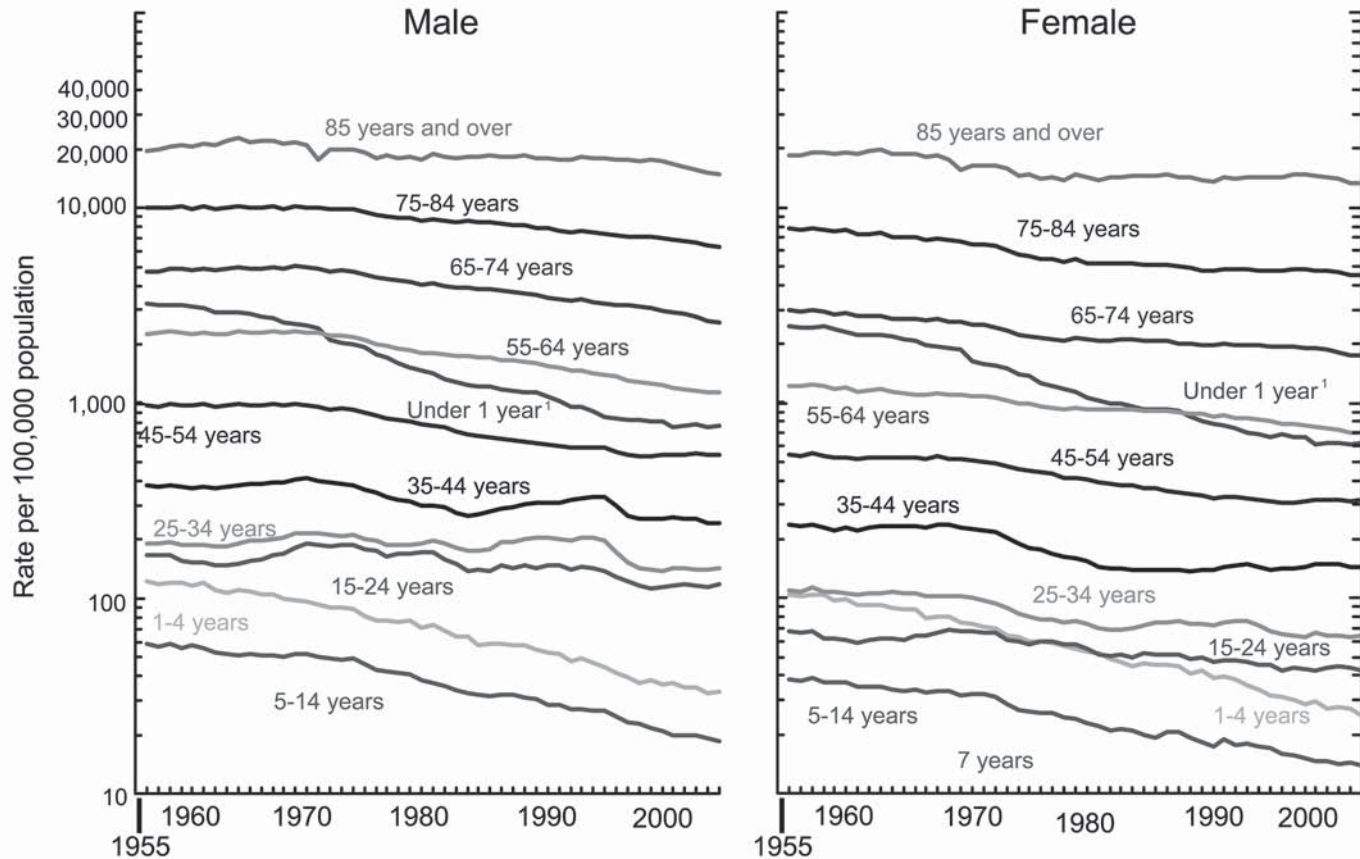 Male
Female
Rate per 100,000 population
40,000
30,000
20,000
10,000
1,000
100
10
85 years and over
75-84 years
65-74 years
55-64 years
Under 1 year¹
45-54 years
35-44 years
25-34 years
15-24 years
1-4 years
5-14 years
1955
1960
1970
1980
1990
2000
85 years and over
75-84 years
65-74 years
Under 1 year¹
55-64 years
45-54 years
35-44 years
25-34 years
15-24 years
5-14 years
1-4 years
7 years
1955
1960
1970
1980
1990
2000